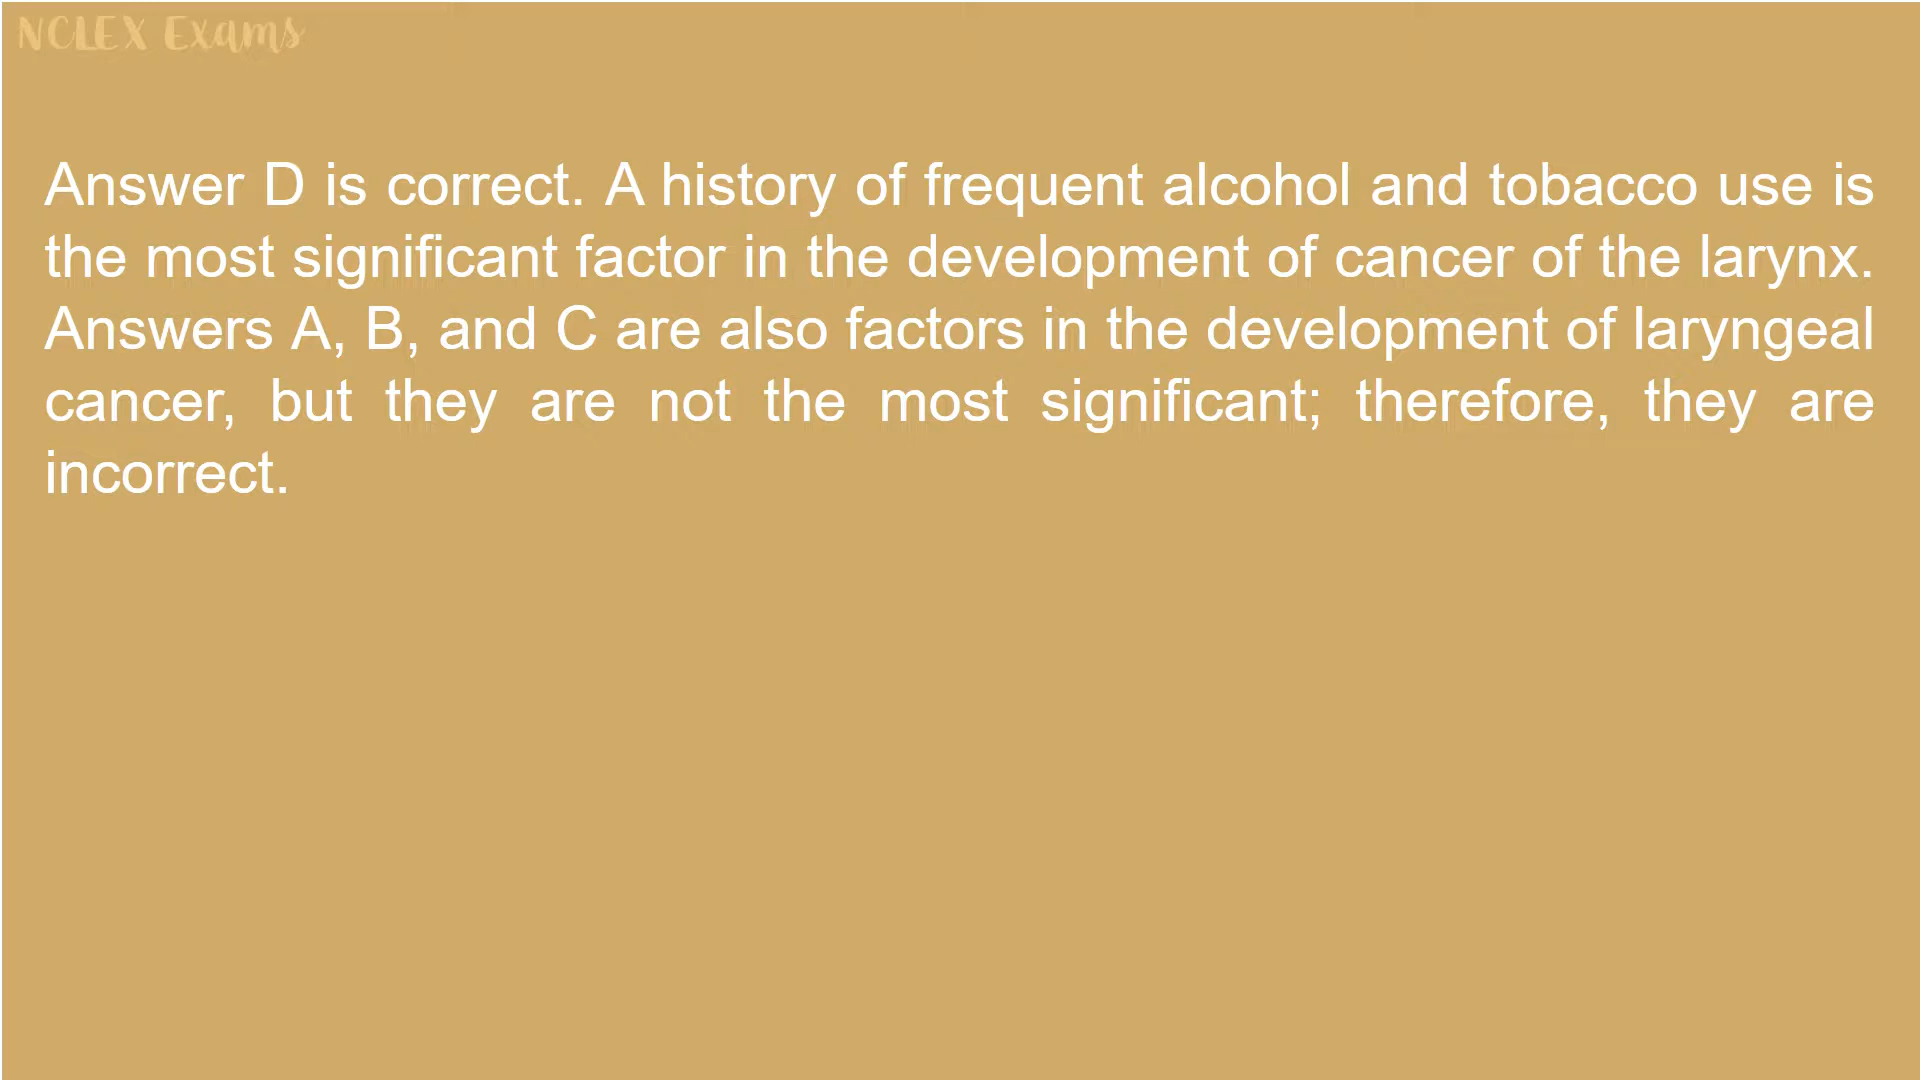 NCLEX Exams
Answer D is correct. A history of frequent alcohol and tobacco use is
the most significant factor in the development of cancer of the larynx.
Answers A, B, and C are also factors in the development of laryngeal
cancer, but they are not the most significant; therefore, they are
incorrect.